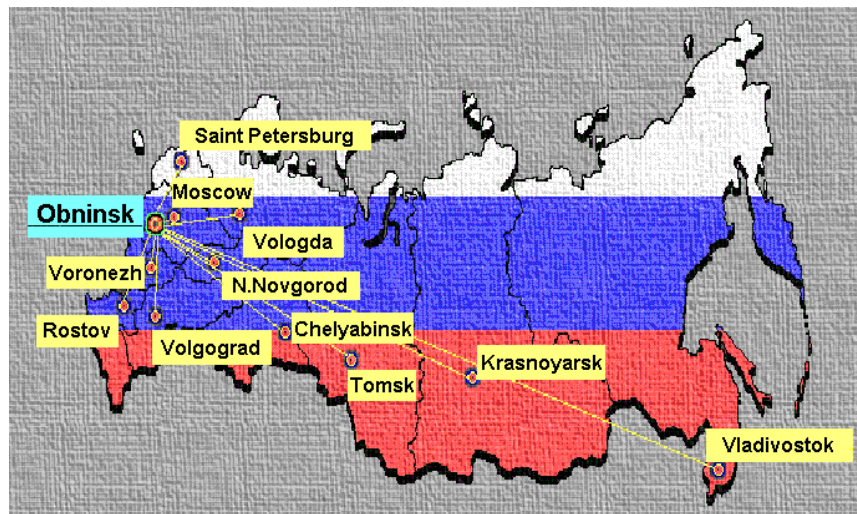 Saint Petersburg
Moscow
Obninsk
Vologda
Voronezh
N.Novgorod
Rostov
Volgograd
Chelyabinsk
Tomsk
Krasnoyarsk
Vladivostok